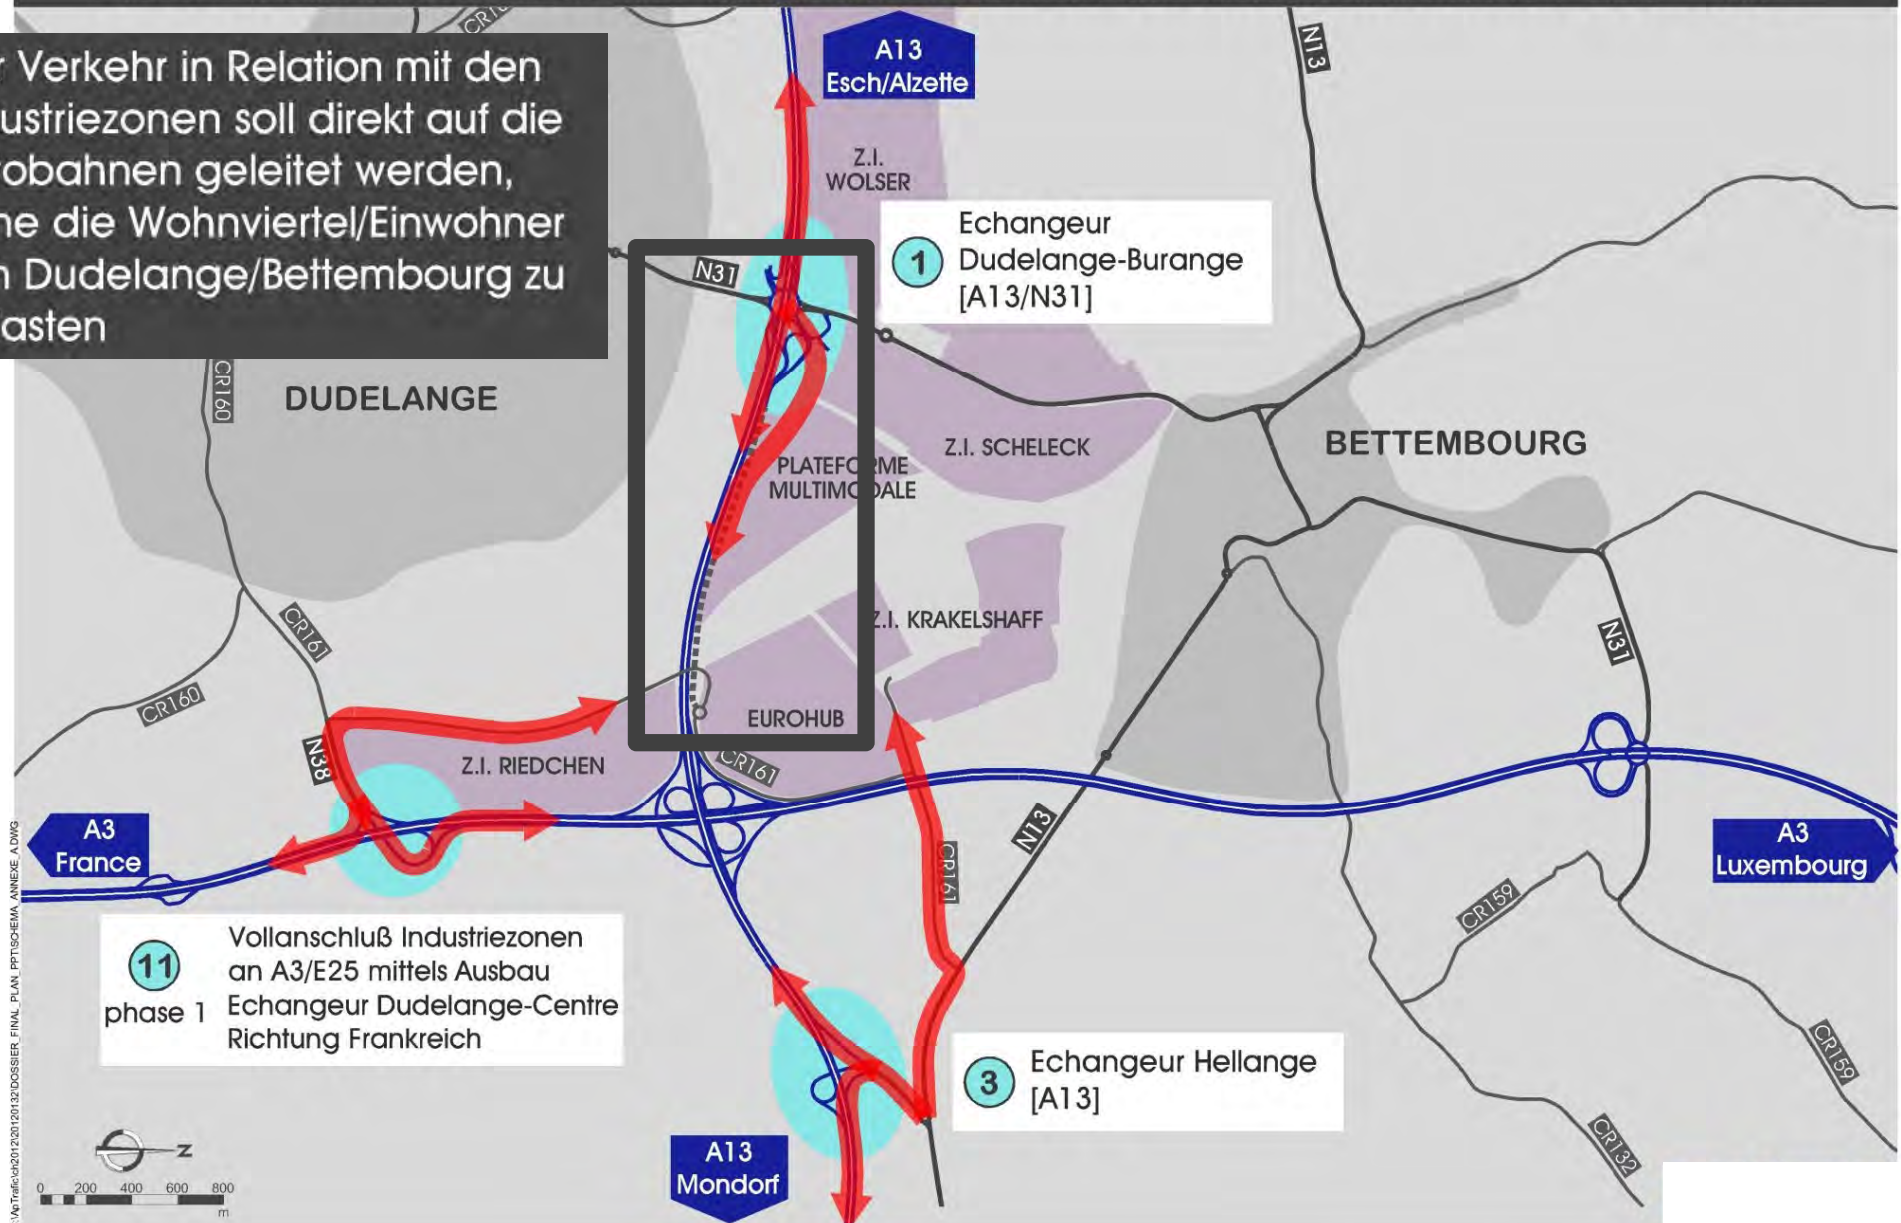 Verkehr in Relation mit den
ustriezonen soll direkt auf die
obahnen geleitet werden,
ne die Wohnviertel/Einwohner
Dudelange/Bettembourg zu
asten
A13
Esch/Alzette
N13
Z.I.
WOLSER
1
Echangeur
Dudelange-Burange
[A13/N31]
N31
CR160
DUDELANGE
Z.I. SCHELECK
BETTEMBOURG
PLATEFORME
MULTIMODALE
Z.I. KRAKELSHAFF
CR161
N31
CR160
EUROHUB
N38
Z.I. RIEDCHEN
CR161
A3
France
N13
A3
Luxembourg
CR161
CR159
11
phase 1
Vollanschluß Industriezonen
an A3/E25 mittels Ausbau
Echangeur Dudelange-Centre
Richtung Frankreich
3
Echangeur Hellange
[A13]
CR159
CR132
A13
Mondorf
Z
0 200 400 600 800
m